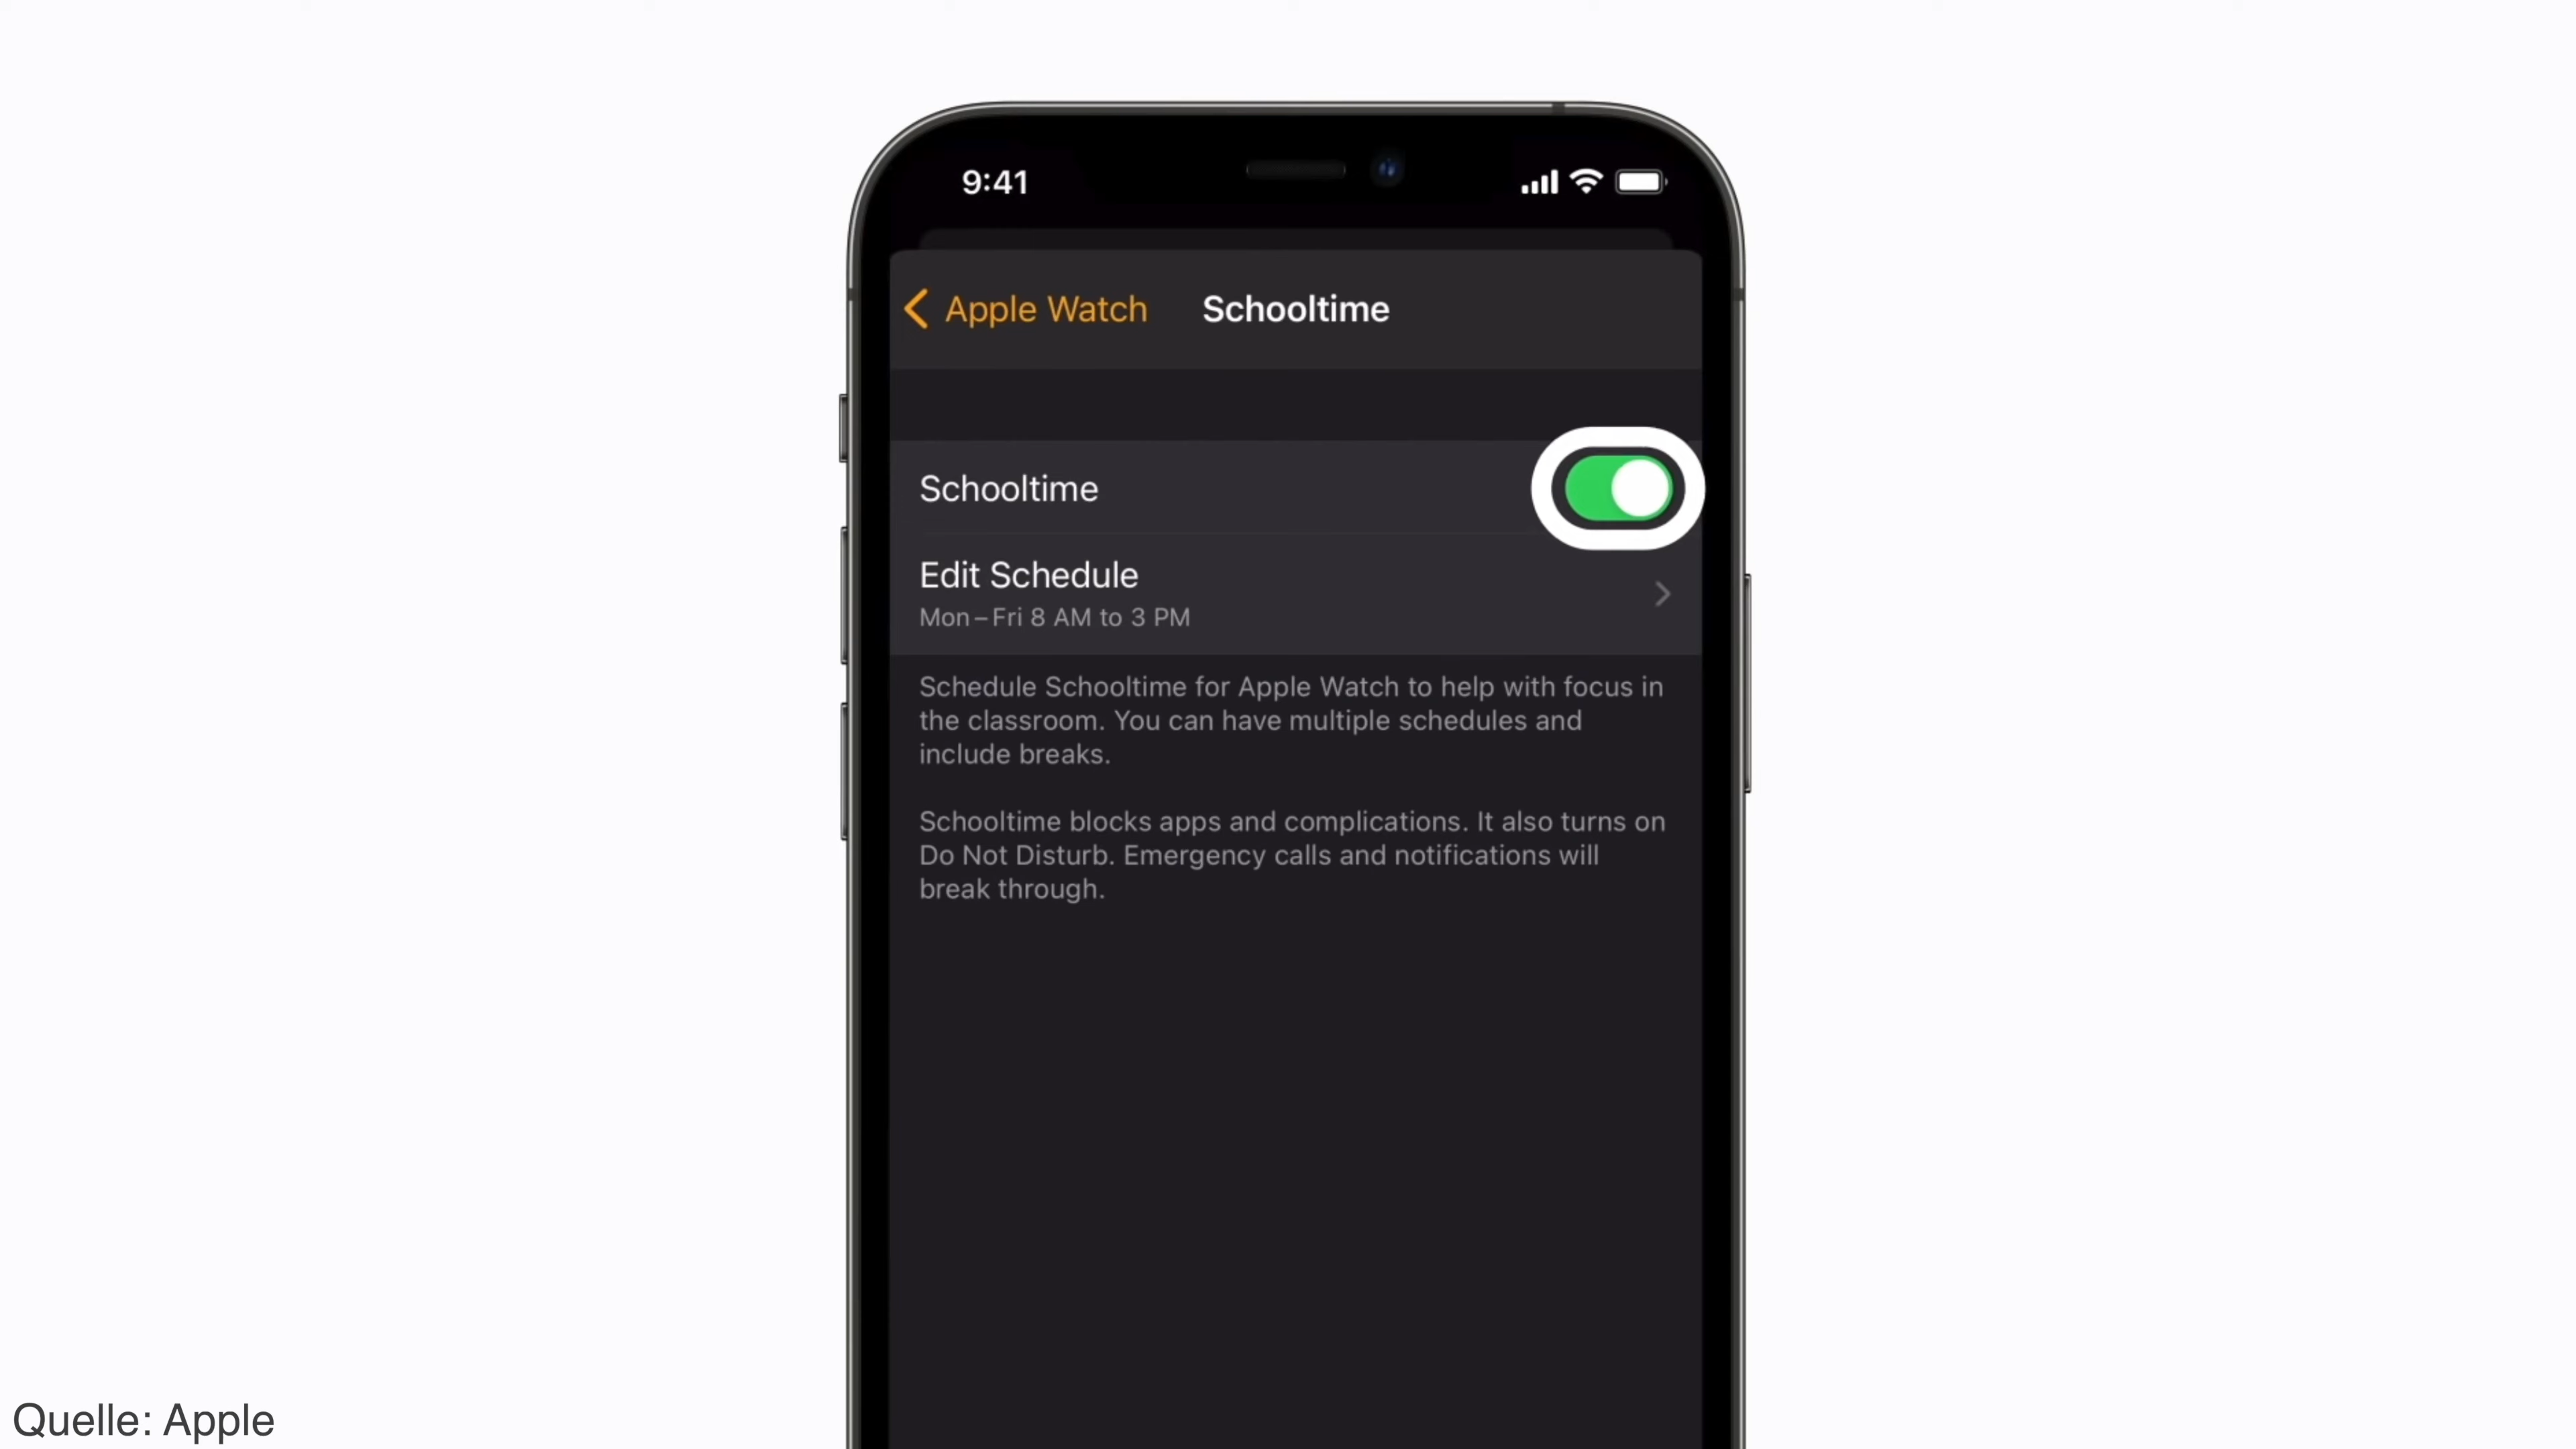 9:41
Apple Watch
Schooltime
Schooltime
Edit Schedule
Mon – Fri 8 AM to 3 PM
Schedule Schooltime for Apple Watch to help with focus in
the classroom. You can have multiple schedules and
include breaks.
Schooltime blocks apps and complications. It also turns on
Do Not Disturb. Emergency calls and notifications will
break through.
Quelle: Apple